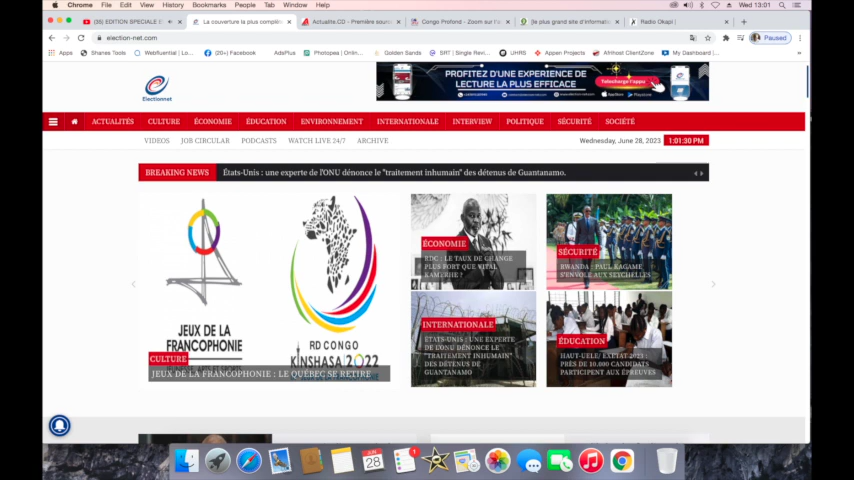 Chrome File Edit View History Bookmarks People Tab Window Help
Wed 13:01
(35) EDITION SPECIALE
La couverture la plus complèt
Actualite.CD - Première sour
Congo Profond - Zoom sur l'a
[le plus grand site d'informat
Radio Okapi |
election-net.com
Paused
Apps
Shanes Tools
Webfluential | Lo...
(20+) Facebook
AdsPlus
Photopea | Onlin...
Golden Sands
SRT | Single Revi...
UHRS
Appen Projects
Afrihost ClientZone
My Dashboard |...
Electionnet
PROFITEZ D'UNE EXPERIENCE DE
LECTURE LA PLUS EFFICACE
ACTUALITÉS CULTURE ÉCONOMIE ÉDUCATION ENVIRONNEMENT INTERNATIONALE INTERVIEW POLITIQUE SÉCURITÉ SOCIÉTÉ
VIDEOS JOB CIRCULAR PODCASTS WATCH LIVE 24/7 ARCHIVE
Wednesday, June 28, 2023 1:01:30 PM
BREAKING NEWS
États-Unis : une experte de l'ONU dénonce le "traitement inhumain" des détenus de Guantanamo.
JEUX DE LA
FRANCOPHONIE
RD CONGO
KINSHASA 2022
CULTURE
JEUX DE LA FRANCOPHONIE : LE QUÉBEC SE RETIRE
ÉCONOMIE
RDC : LE TAUX DE CHANGE
PLUS FORT QUE VITAL
KAMERHE ?
SÉCURITÉ
RWANDA : PAUL KAGAME
S'ENVOLE AUX SEYCHELLES
INTERNATIONALE
ÉTATS-UNIS : UNE EXPERTE
DE L'ONU DÉNONCE LE
"TRAITEMENT INHUMAIN"
DES DÉTENUS DE
GUANTANAMO
ÉDUCATION
HAUT-UELE/ EXETAT 2023 :
PRÈS DE 10.000 CANDIDATS
PARTICIPENT AUX ÉPREUVES
JUN
28
1